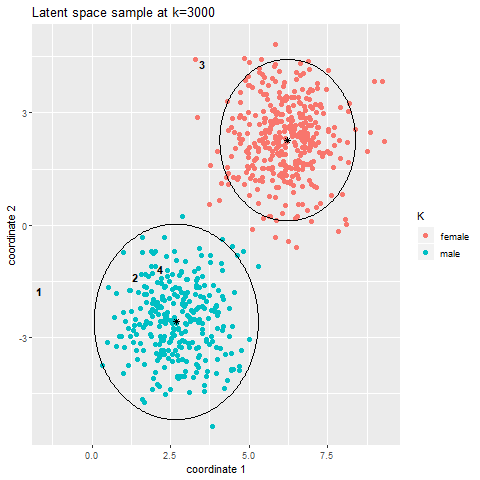 Latent space sample at k=3000
3
3
0
-3
coordinate 2
1
2
4
0.0
2.5
5.0
7.5
coordinate 1
K
female
male